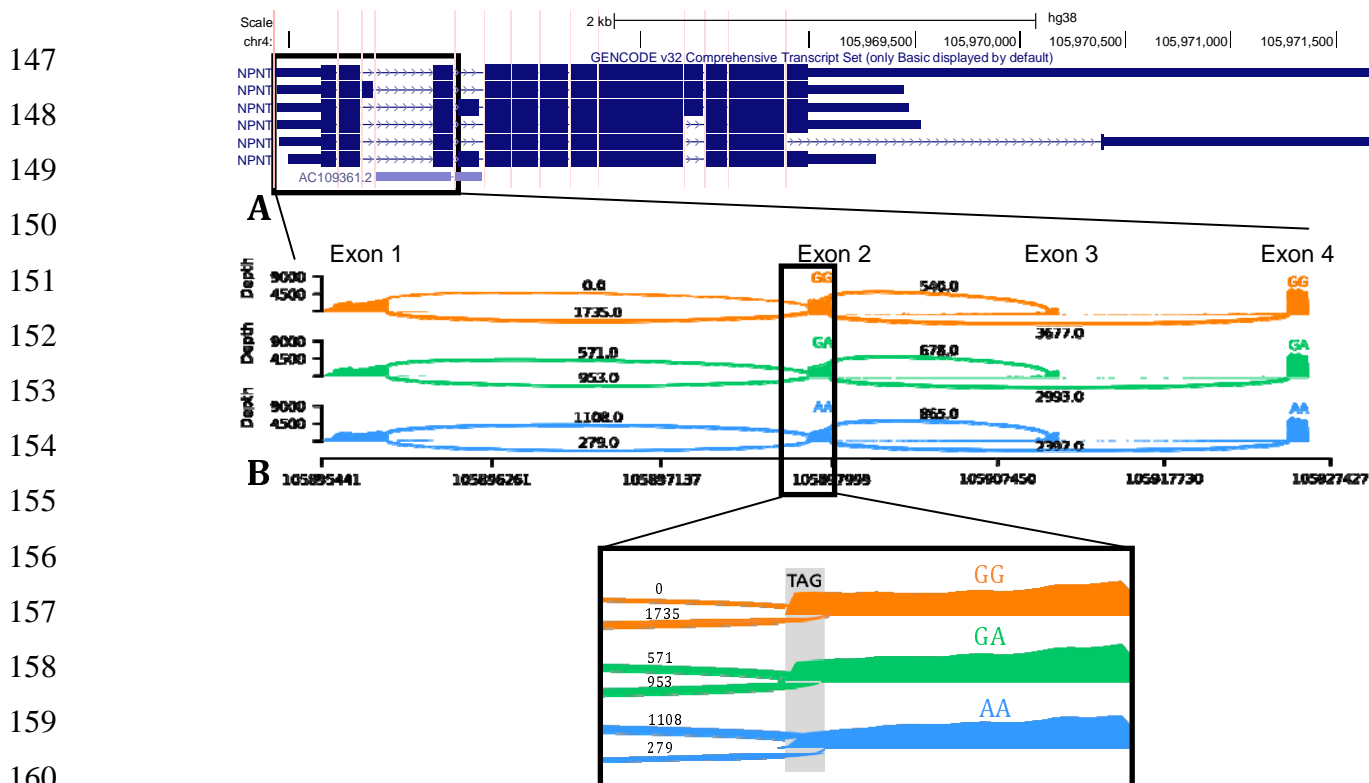 147
148
149
150
151
152
153
154
155
156
157
158
159
160
Scale
2 kb
hg38
chr4:
105,969,500
105,970,000
105,970,500
105,971,000
105,971,500
GENCODE v32 Comprehensive Transcript Set (only Basic displayed by default)
NPNT
NPNT
NPNT
NPNT
NPNT
NPNT
AC109361.2
A
Exon 1
Exon 2
Exon 3
Exon 4
Depth
9000
4500
0.0
1735.0
GG
540.0
3677.0
GG
Depth
9000
4500
571.0
953.0
GA
678.0
2993.0
GA
Depth
9000
4500
1108.0
279.0
AA
865.0
2397.0
AA
B
105895441
105896261
105897137
105897999
105907450
105917730
105927427
TAG
GG
0
1735
GA
571
953
AA
1108
279